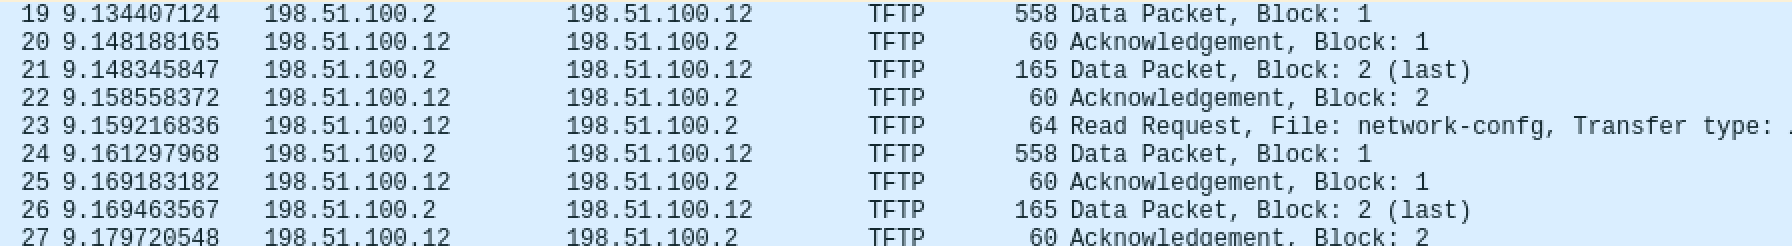 19 9.134407124 198.51.100.2 198.51.100.12 TFTP 558 Data Packet, Block: 1
20 9.148188165 198.51.100.12 198.51.100.2 TFTP 60 Acknowledgement, Block: 1
21 9.148345847 198.51.100.2 198.51.100.12 TFTP 165 Data Packet, Block: 2 (last)
22 9.158558372 198.51.100.12 198.51.100.2 TFTP 60 Acknowledgement, Block: 2
23 9.159216836 198.51.100.12 198.51.100.2 TFTP 64 Read Request, File: network-confg, Transfer type:
24 9.161297968 198.51.100.2 198.51.100.12 TFTP 558 Data Packet, Block: 1
25 9.169183182 198.51.100.12 198.51.100.2 TFTP 60 Acknowledgement, Block: 1
26 9.169463567 198.51.100.2 198.51.100.12 TFTP 165 Data Packet, Block: 2 (last)
27 9.179720548 198.51.100.12 198.51.100.2 TFTP 60 Acknowledgement, Block: 2